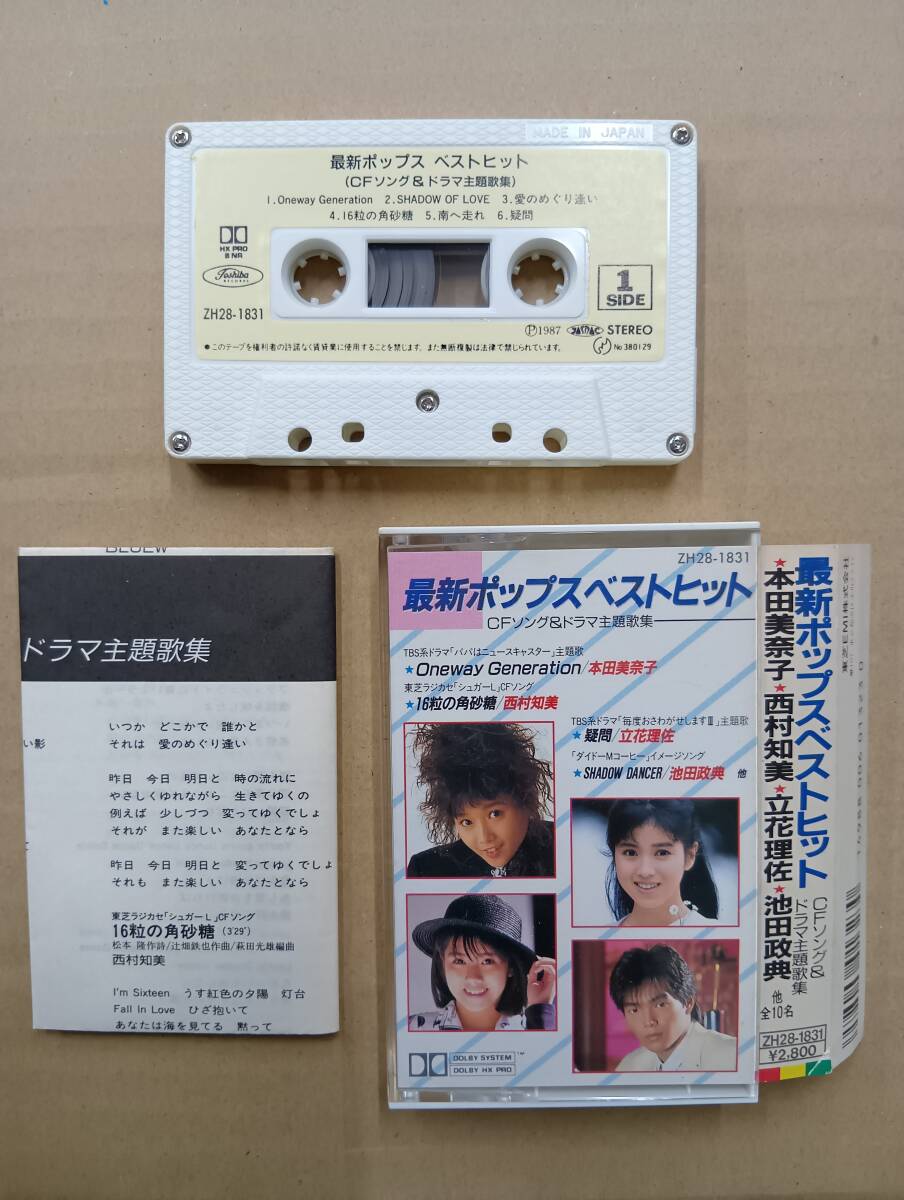 MADE IN JAPAN
最新ポップス ベストヒット
(CFソング&ドラマ主題歌集)
1.Oneway Generation 2.SHADOW OF LOVE 3.愛のめぐり逢い
4.16粒の角砂糖 5.南へ走れ 6.疑問
HX PRO
B NR
Toshiba
RECORDS
ZH28-1831
1
SIDE
Ⓟ1987 JASRAC STEREO
No 380129
●このテープを権利者の許諾なく賃貸業に使用することを禁じます。また無断複製は法律で禁じられています。
ドラマ主題歌集
い影
いつか どこかで 誰かと
それは 愛のめぐり逢い
昨日 今日 明日と 時の流れに
やさしくゆれながら 生きてゆくの
例えば 少しづつ 変ってゆくでしょ
それが また楽しい あなたとなら
昨日 今日 明日と 変ってゆくでしょ
それも また楽しい あなたとなら
東芝ラジカセ「シュガーL」CFソング
16粒の角砂糖 (3'29")
松本 隆作詩/辻畑鉄也作曲/萩田光雄編曲
西村知美
I'm Sixteen うす紅色の夕陽 灯台
Fall In Love ひざ抱いて
あなたは海を見てる 黙って
ZH28-1831
最新ポップスベストヒット
CFソング&ドラマ主題歌集
TBS系ドラマ「パパはニュースキャスター」主題歌
★Oneway Generation/本田美奈子
東芝ラジカセ「シュガーL」CFソング
★16粒の角砂糖/西村知美
TBS系ドラマ「毎度おさわがせしますⅢ」主題歌
★疑問/立花理佐
「ダイドーMコーヒー」イメージソング
★SHADOW DANCER/池田政典 他
DOLBY SYSTEM ™
DOLBY HX PRO
最新ポップスベストヒット CFソング&ドラマ主題歌集
★本田美奈子★西村知美★立花理佐★池田政典 他全10名
ZH28-1831
¥2,800